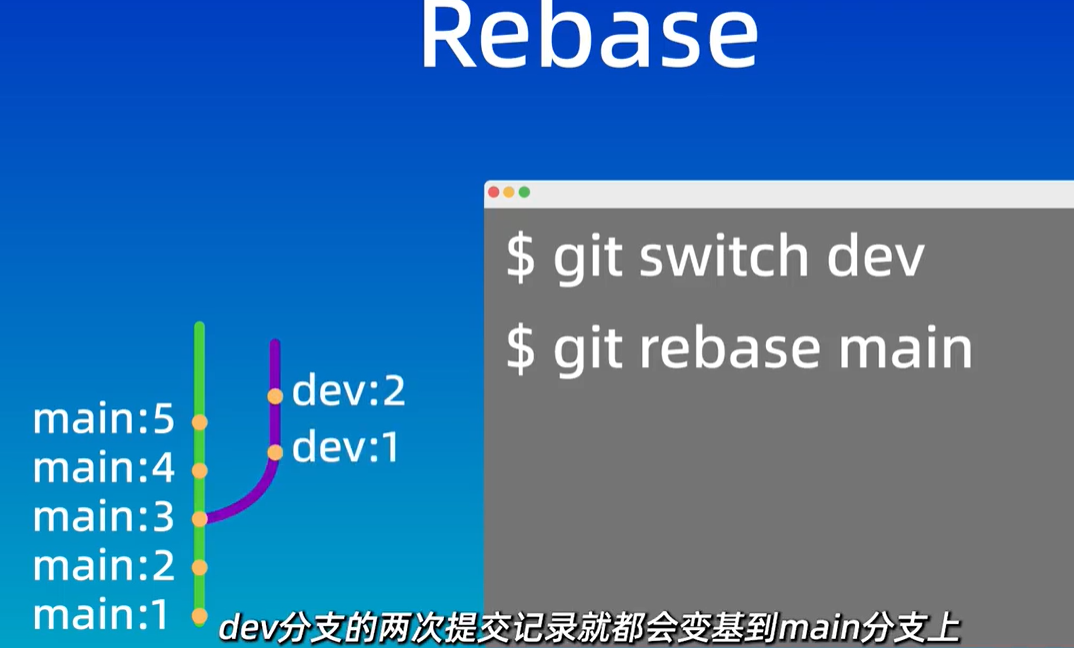 Rebase
$ git switch dev
$ git rebase main
dev:2
main:5
dev:1
main:4
main:3
main:2
main:1
dev分支的两次提交记录就都会变基到main分支上